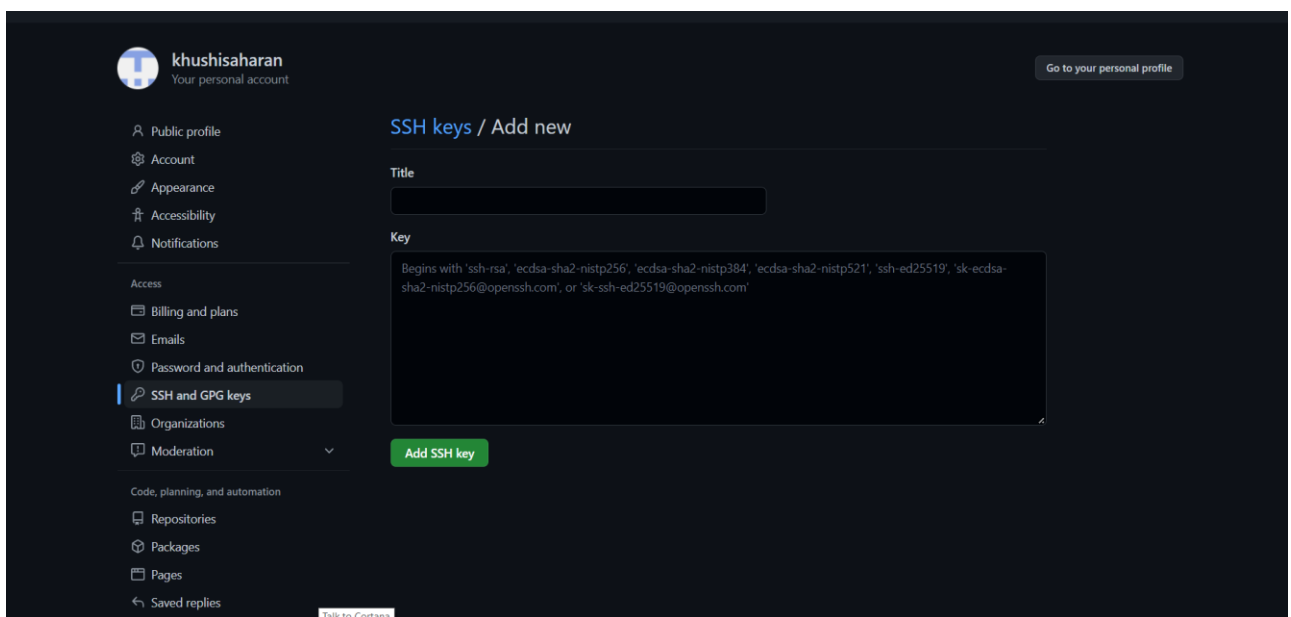 khushisaharan
Your personal account
Go to your personal profile
Public profile
Account
Appearance
Accessibility
Notifications
Access
Billing and plans
Emails
Password and authentication
SSH and GPG keys
Organizations
Moderation
Code, planning, and automation
Repositories
Packages
Pages
Saved replies
SSH keys / Add new
Title
Key
Begins with 'ssh-rsa', 'ecdsa-sha2-nistp256', 'ecdsa-sha2-nistp384', 'ecdsa-sha2-nistp521', 'ssh-ed25519', 'sk-ecdsa-
sha2-nistp256@openssh.com', or 'sk-ssh-ed25519@openssh.com'
Add SSH key
Talk to Cortana